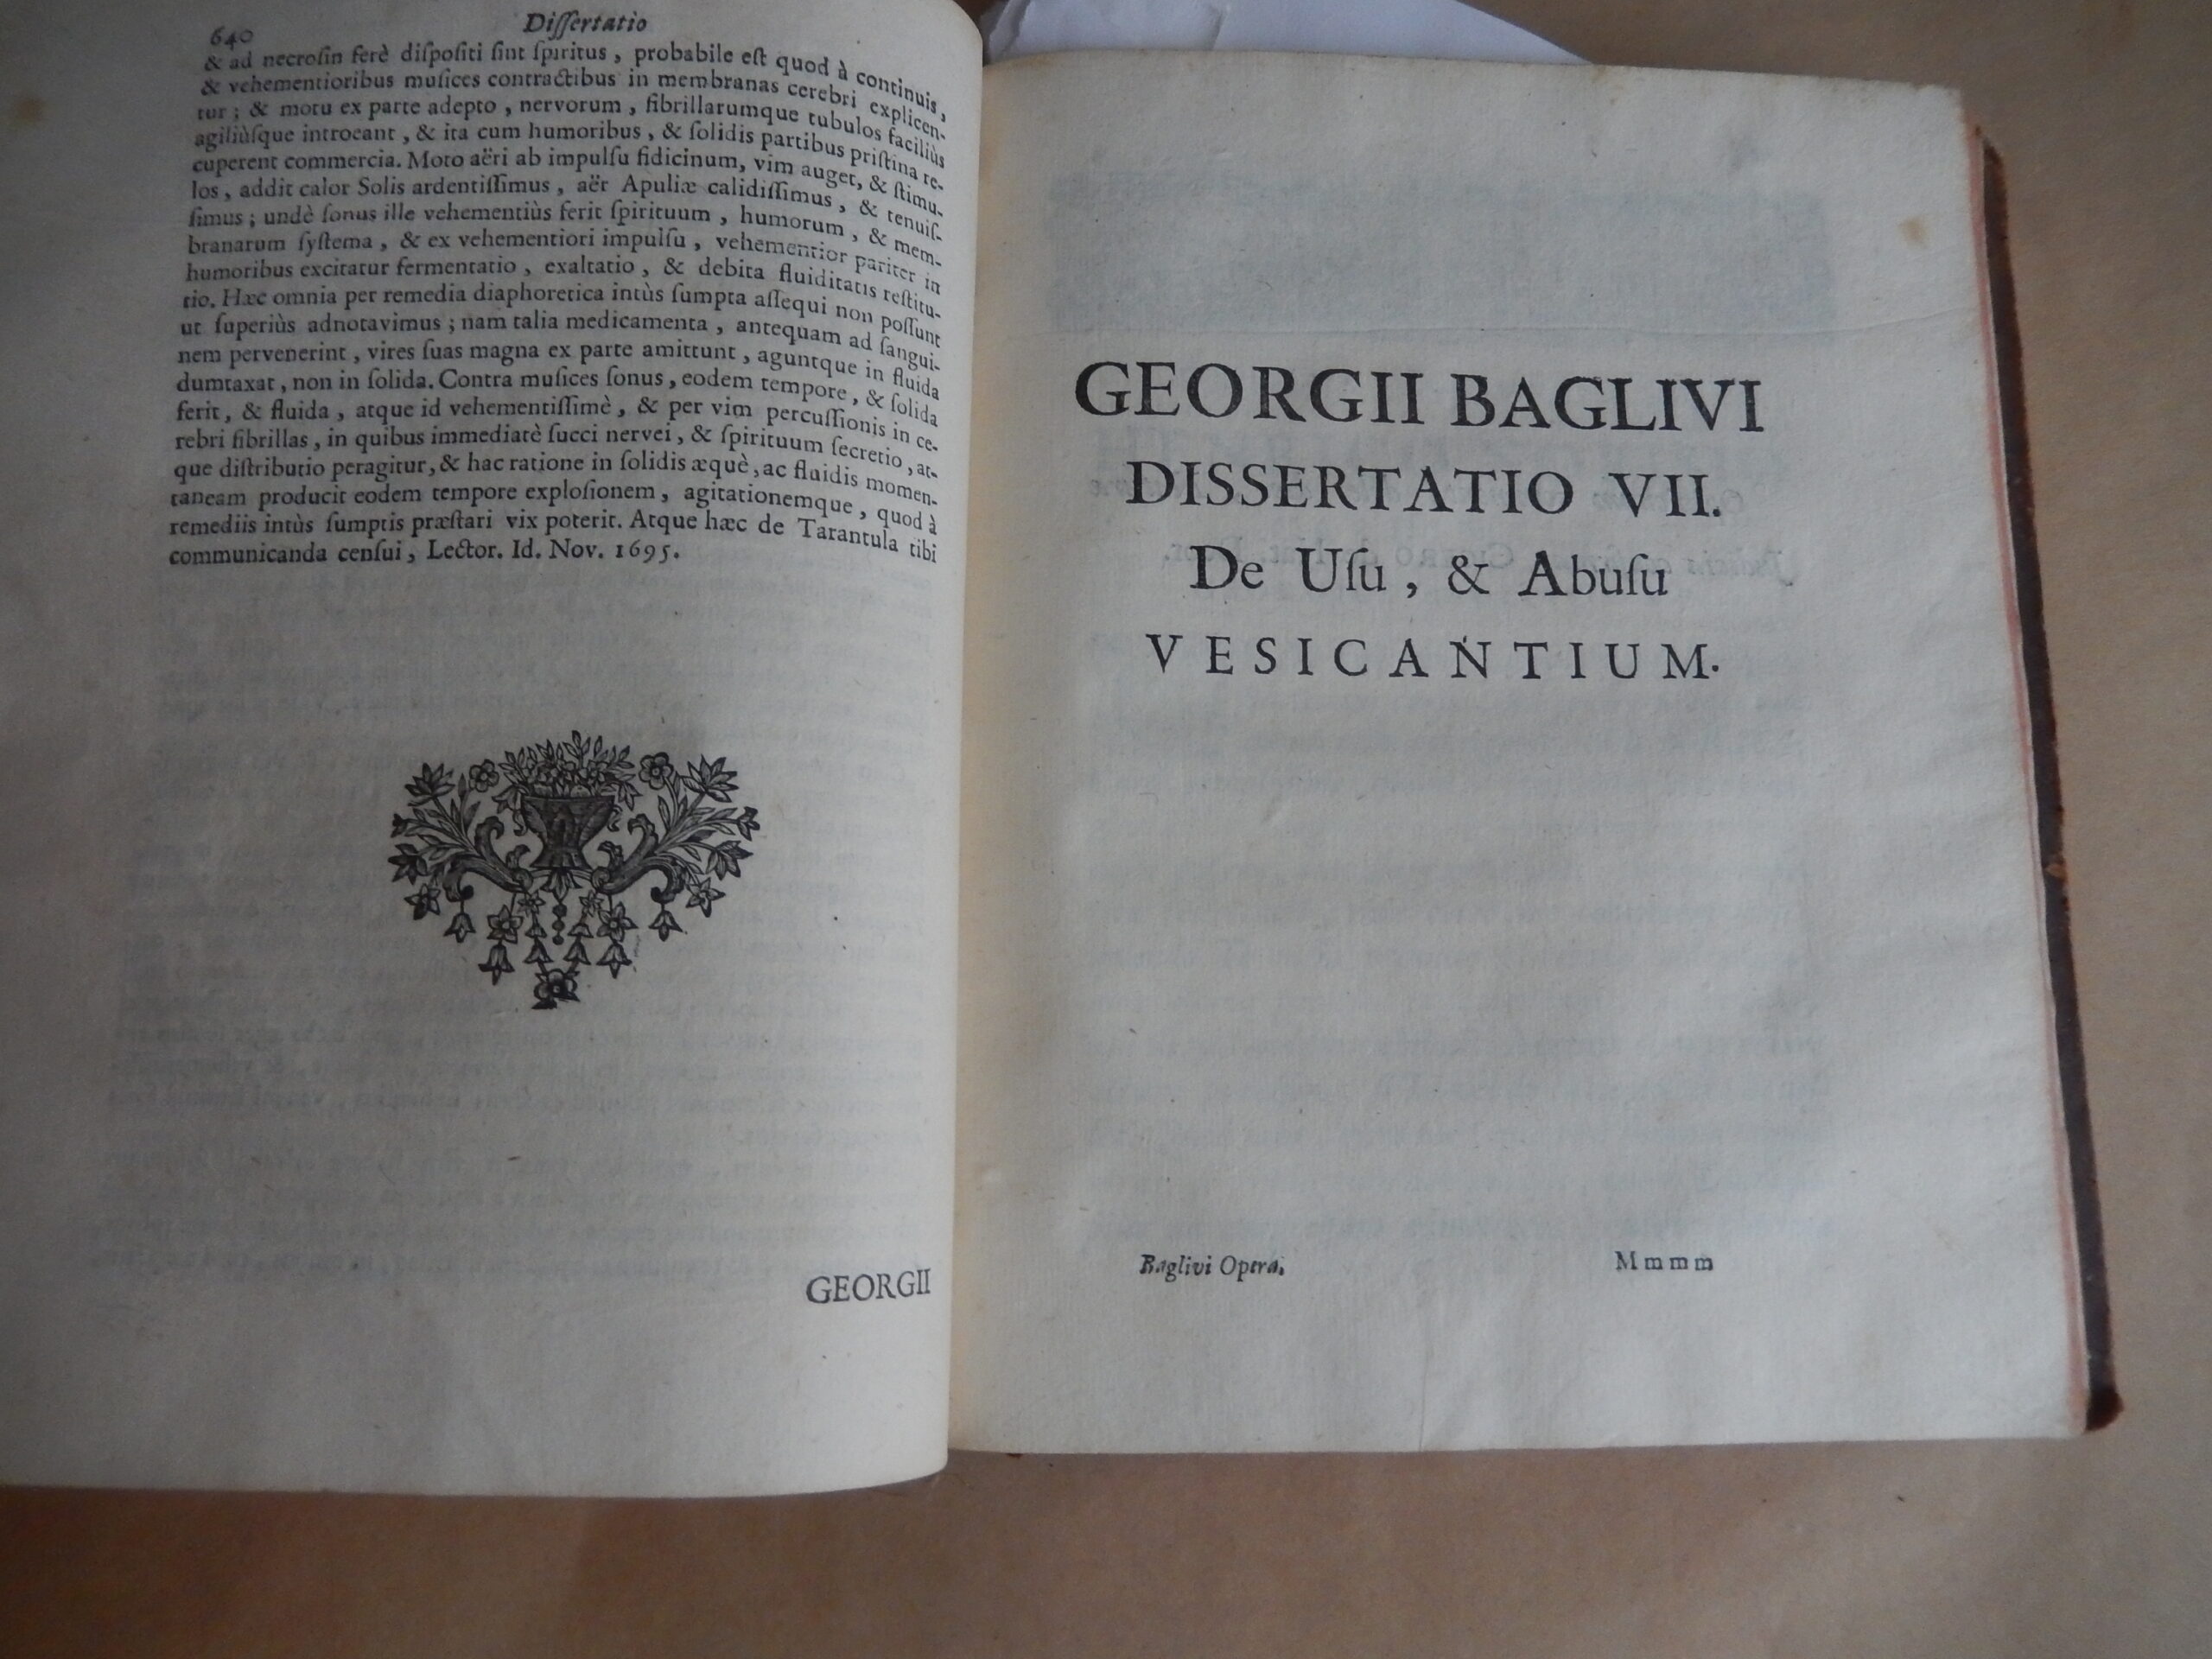 640 Diſſertatio
& ad necroſin ferè diſpoſiti ſint ſpiritus, probabile eſt quod à continuis,
& vehementioribus muſices contractibus in membranas cerebri explicen-
tur; & motu ex parte adepto, nervorum, fibrillarumque tubulos faciliùs
agiliùſque introeant, & ita cum humoribus, & ſolidis partibus priſtina re-
cuperent commercia. Moto aëri ab impulſu fidicinum, vim auget, & ſtimu-
los, addit calor Solis ardentiſſimus, aër Apuliæ calidiſſimus, & tenuiſ-
ſimus; undè ſonus ille vehementiùs ferit ſpirituum, humorum, & mem-
branarum ſyſtema, & ex vehementiori impulſu, vehementior pariter in
humoribus excitatur fermentatio, exaltatio, & debita fluiditatis reſtitu-
tio. Hæc omnia per remedia diaphoretica intùs ſumpta aſſequi non poſſunt
ut ſuperiùs adnotavimus; nam talia medicamenta, antequam ad ſangui-
nem pervenerint, vires ſuas magna ex parte amittunt, aguntque in fluida
dumtaxat, non in ſolida. Contra muſices ſonus, eodem tempore, & ſolida
ferit, & fluida, atque id vehementiſſimè, & per vim percuſſionis in ce-
rebri fibrillas, in quibus immediatè ſucci nervei, & ſpirituum ſecretio, at-
que diſtributio peragitur, & hac ratione in ſolidis æquè, ac fluidis momen-
taneam producit eodem tempore exploſionem, agitationemque, quod à
remediis intùs ſumptis præſtari vix poterit. Atque hæc de Tarantula tibi
communicanda cenſui, Lector. Id. Nov. 1695.
GEORGII
GEORGII BAGLIVI
DISSERTATIO VII.
De Uſu, & Abuſu
VESICANTIUM.
Baglivi Opera. Mmmm